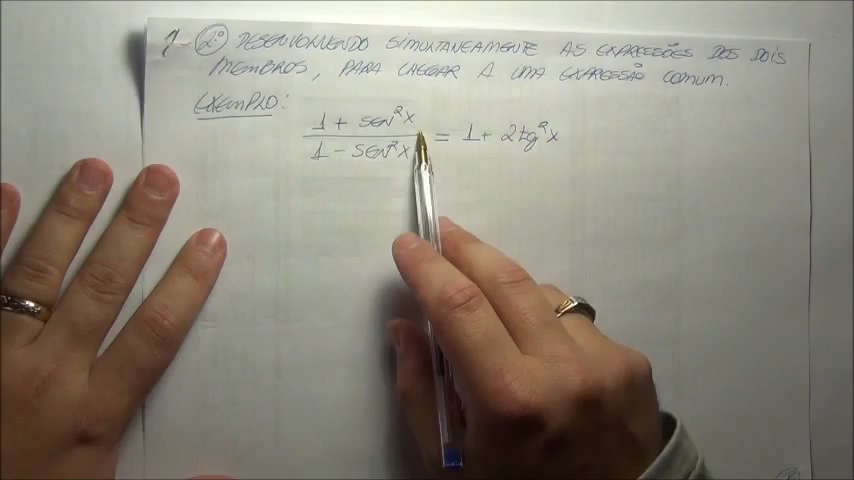 2º DESENVOLVENDO SIMULTANEAMENTE AS EXPRESSÕES DOS DOIS
MEMBROS, PARA CHEGAR A UMA EXPRESSÃO COMUM.
EXEMPLO:
1 + SEN²X
1 - SEN²X = 1 + 2tg²x